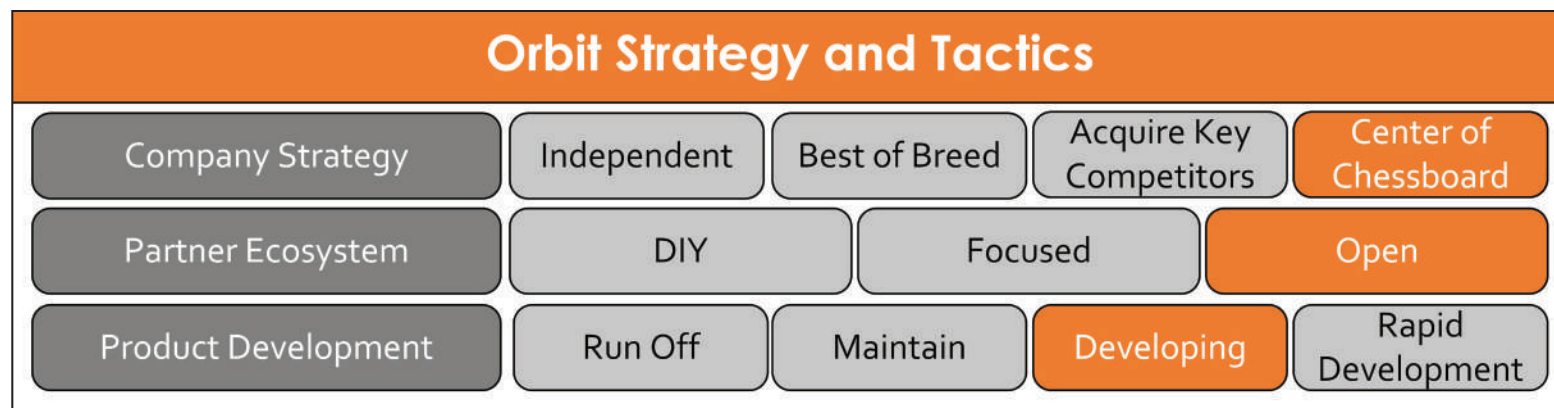 Orbit Strategy and Tactics
Company Strategy
Independent
Best of Breed
Acquire Key
Competitors
Center of
Chessboard
Partner Ecosystem
DIY
Focused
Open
Product Development
Run Off
Maintain
Developing
Rapid
Development